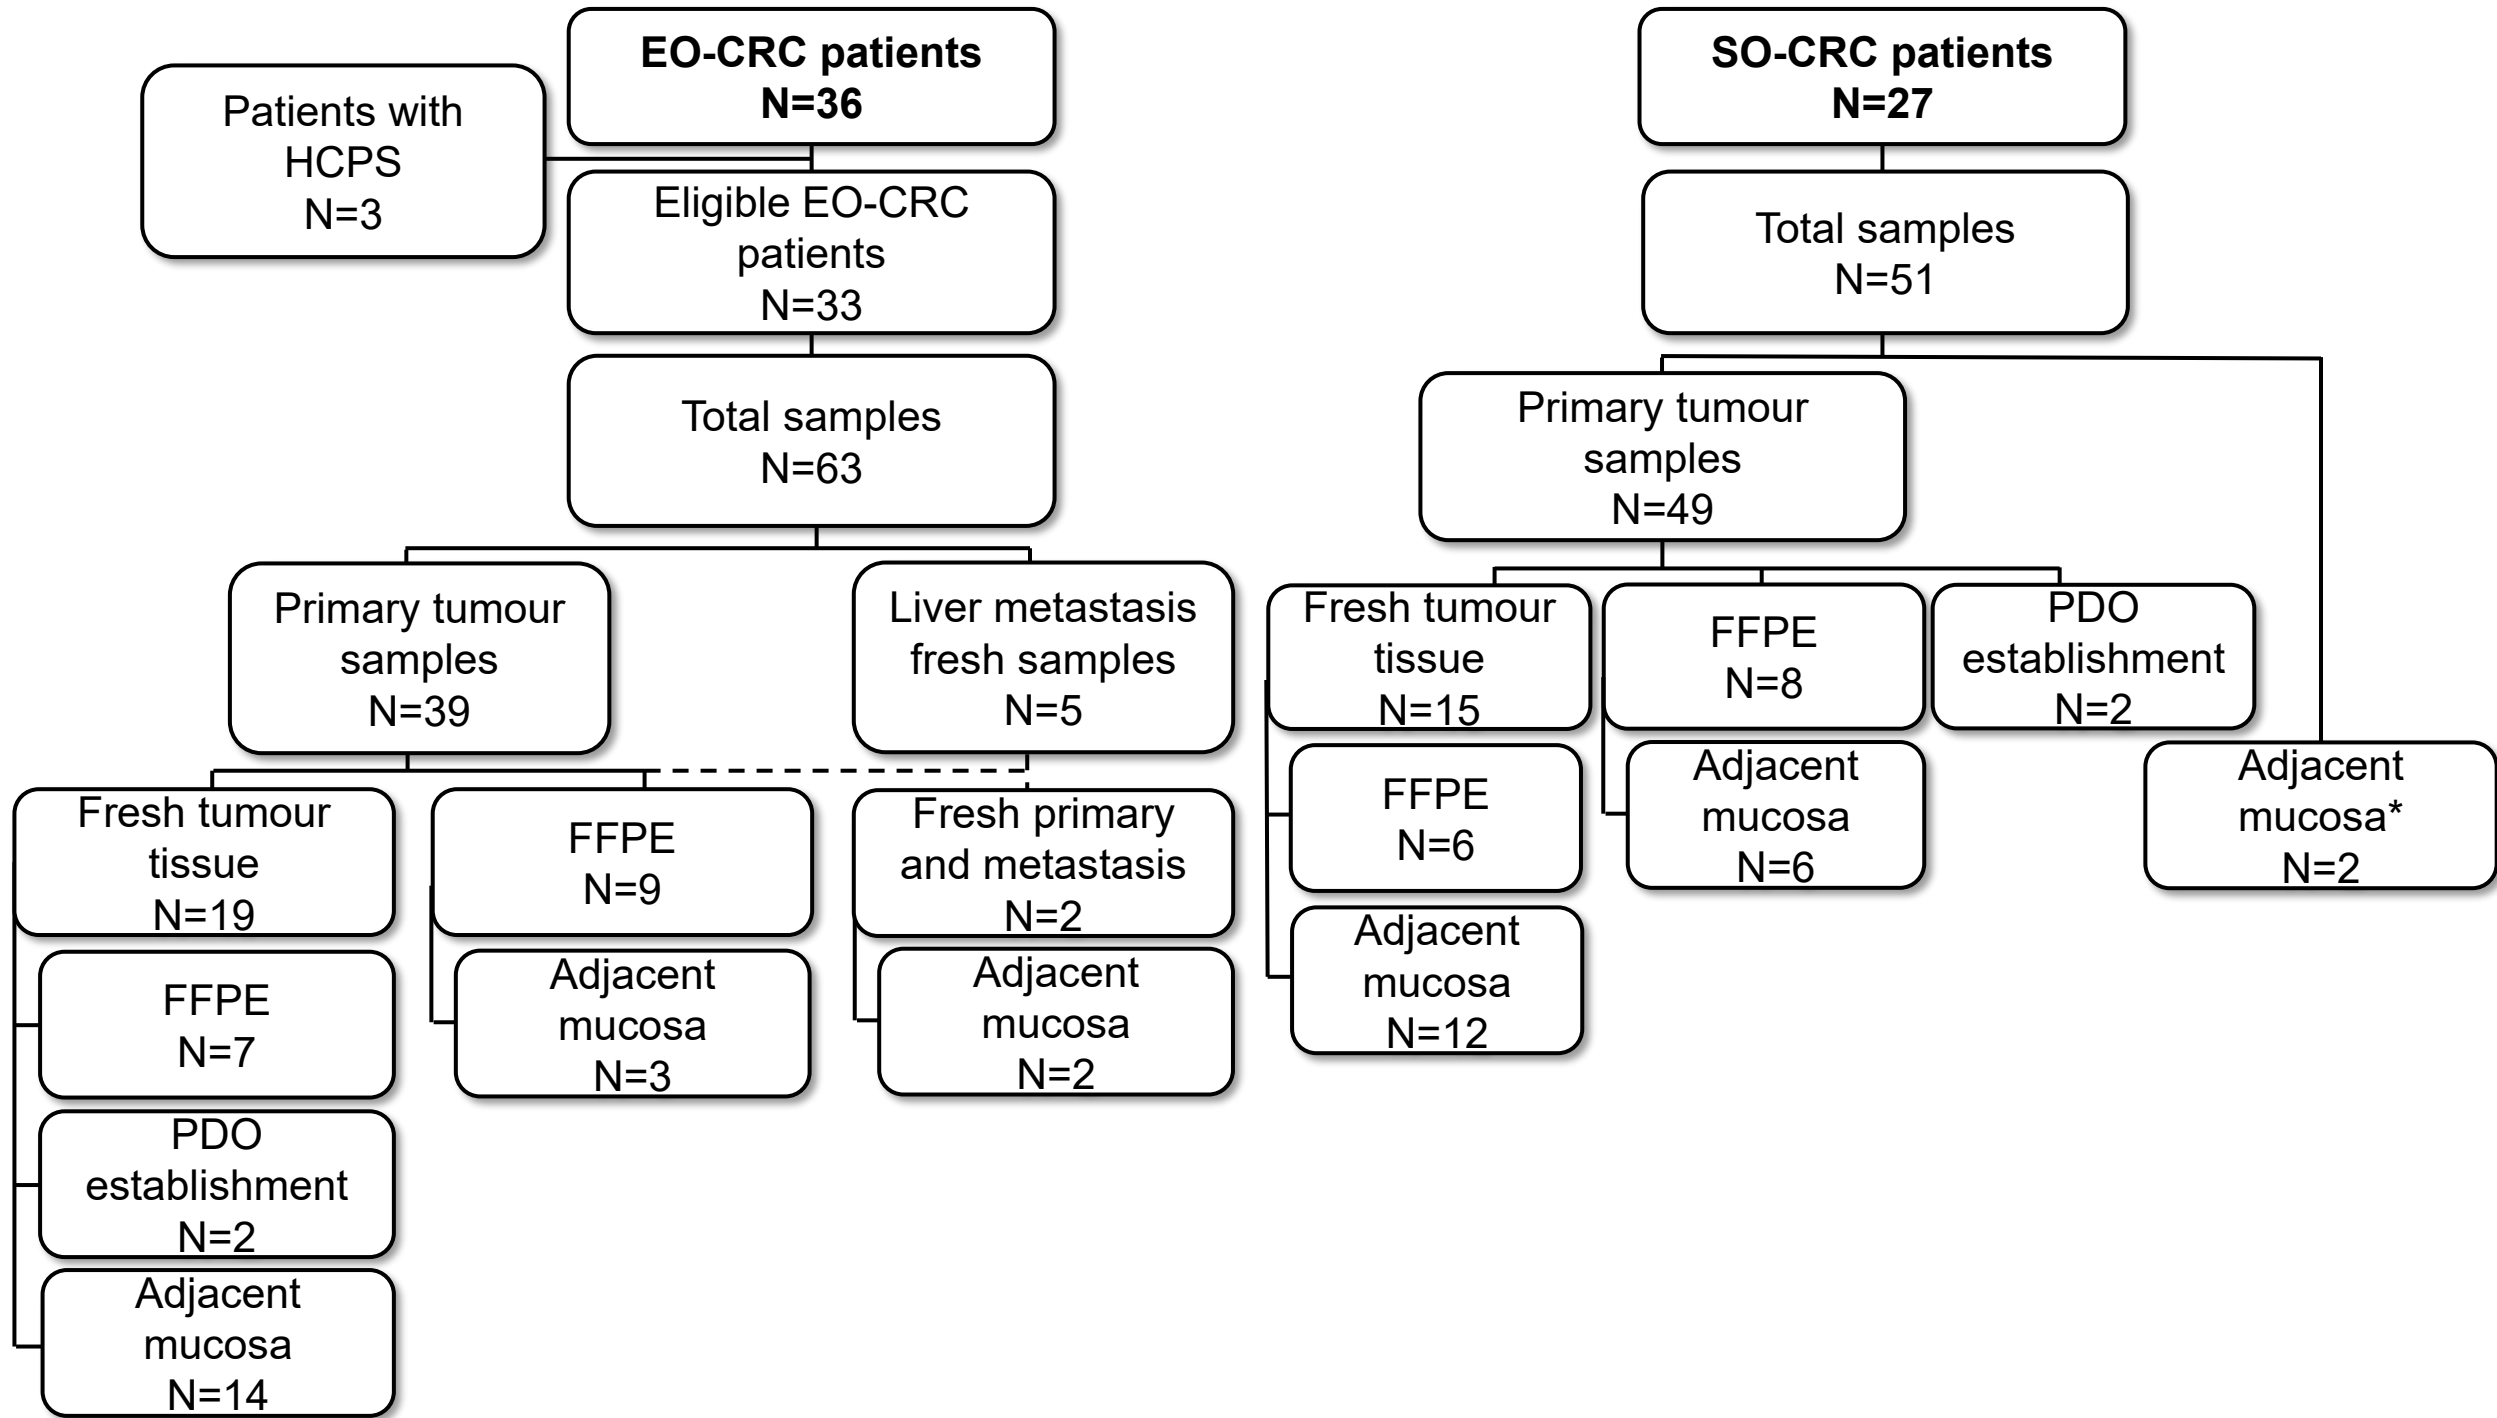 EO-CRC patients
N=36
Patients with
HCPS
N=3
Eligible EO-CRC
patients
N=33
Total samples
N=63
Primary tumour
samples
N=39
Liver metastasis
fresh samples
N=5
Fresh tumour
tissue
N=19
FFPE
N=7
PDO
establishment
N=2
Adjacent
mucosa
N=14
FFPE
N=9
Adjacent
mucosa
N=3
Fresh primary
and metastasis
N=2
Adjacent
mucosa
N=2
SO-CRC patients
N=27
Total samples
N=51
Primary tumour
samples
N=49
Fresh tumour
tissue
N=15
FFPE
N=6
Adjacent
mucosa
N=12
FFPE
N=8
Adjacent
mucosa
N=6
PDO
establishment
N=2
Adjacent
mucosa*
N=2